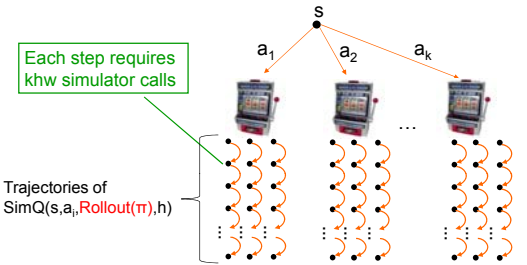 s
a1
a2
ak
Each step requires
khw simulator calls
...
Trajectories of
SimQ(s,ai,Rollout(π),h)